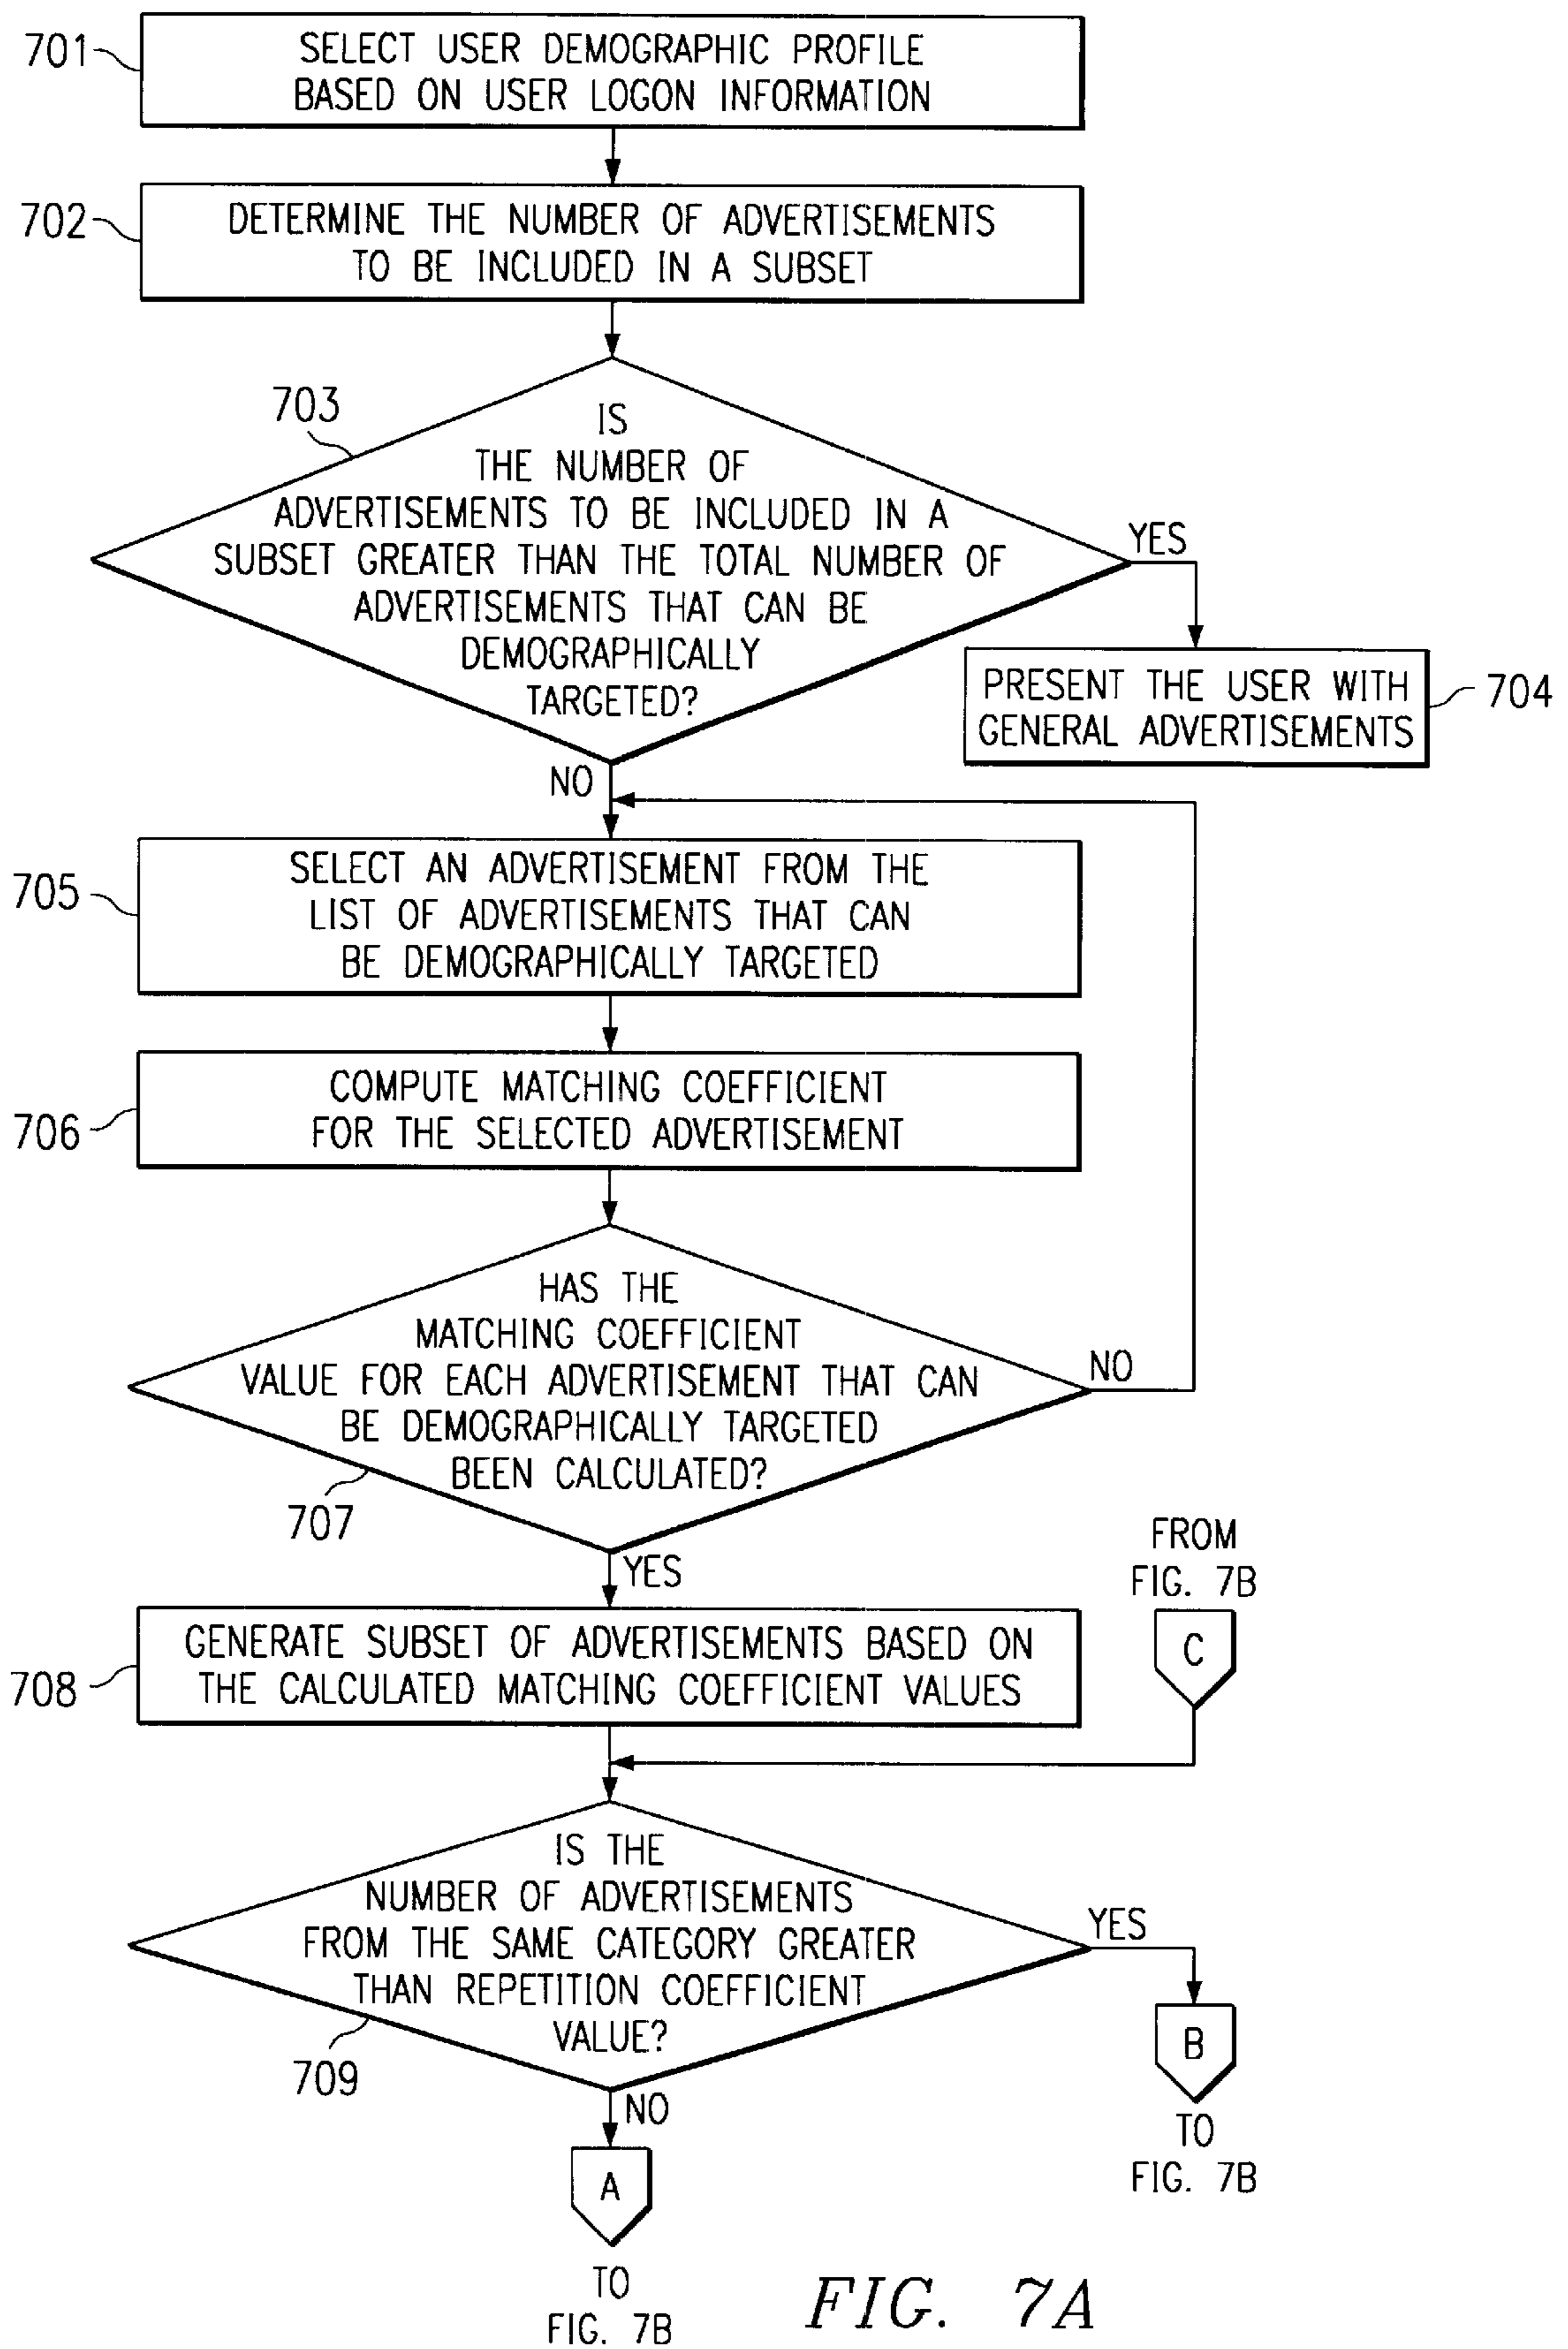 701
SELECT USER DEMOGRAPHIC PROFILE
BASED ON USER LOGON INFORMATION
702
DETERMINE THE NUMBER OF ADVERTISEMENTS
TO BE INCLUDED IN A SUBSET
703
IS
THE NUMBER OF
ADVERTISEMENTS TO BE INCLUDED IN A
SUBSET GREATER THAN THE TOTAL NUMBER OF
ADVERTISEMENTS THAT CAN BE
DEMOGRAPHICALLY
TARGETED?
YES
PRESENT THE USER WITH
GENERAL ADVERTISEMENTS
704
NO
705
SELECT AN ADVERTISEMENT FROM THE
LIST OF ADVERTISEMENTS THAT CAN
BE DEMOGRAPHICALLY TARGETED
706
COMPUTE MATCHING COEFFICIENT
FOR THE SELECTED ADVERTISEMENT
HAS THE
MATCHING COEFFICIENT
VALUE FOR EACH ADVERTISEMENT THAT CAN
BE DEMOGRAPHICALLY TARGETED
BEEN CALCULATED?
NO
707
YES
FROM
FIG. 7B
C
708
GENERATE SUBSET OF ADVERTISEMENTS BASED ON
THE CALCULATED MATCHING COEFFICIENT VALUES
IS THE
NUMBER OF ADVERTISEMENTS
FROM THE SAME CATEGORY GREATER
THAN REPETITION COEFFICIENT
VALUE?
YES
709
B
TO
FIG. 7B
NO
A
TO
FIG. 7B
FIG. 7A